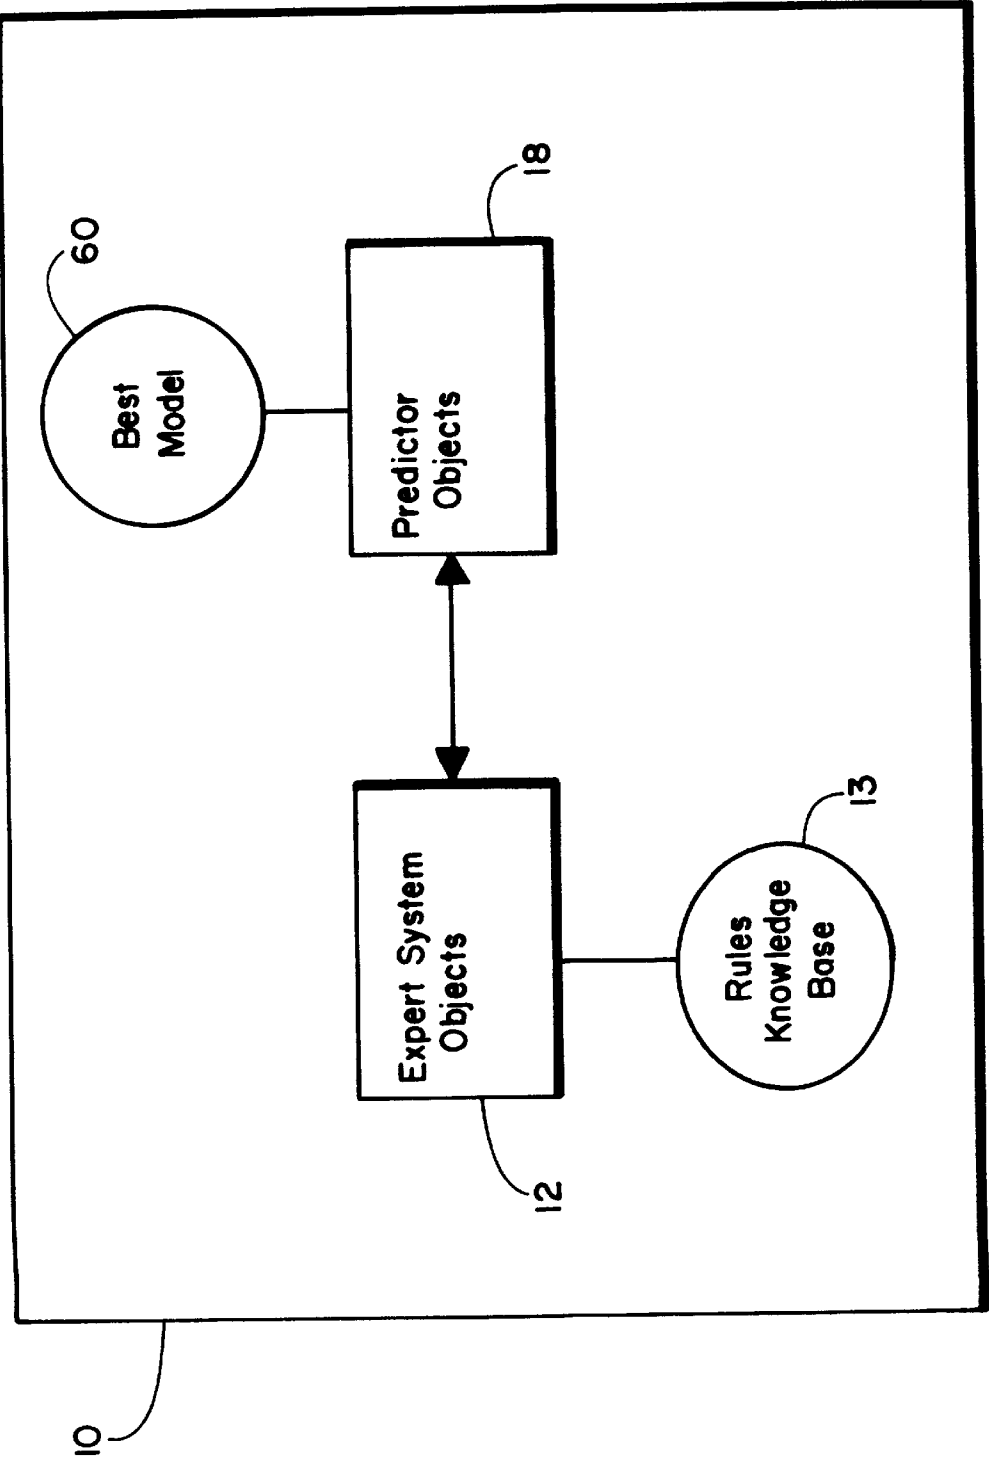 10
60
Best
Model
18
Predictor
Objects
12
Expert System
Objects
13
Rules
Knowledge
Base